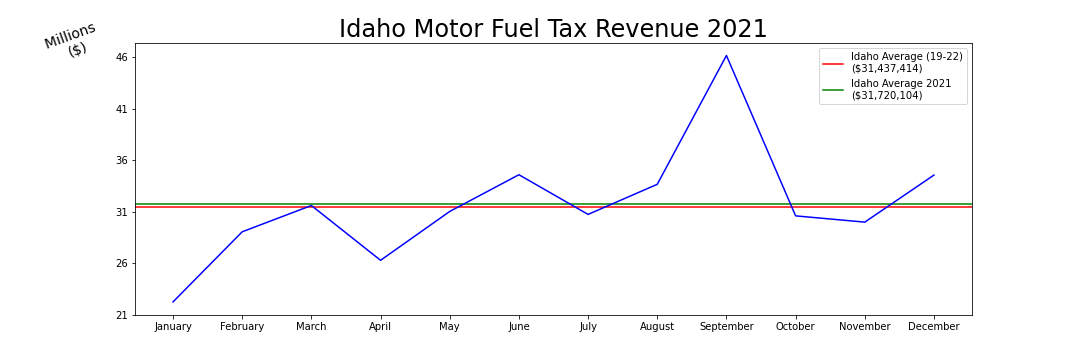 Idaho Motor Fuel Tax Revenue 2021
Millions
($)
46
41
36
31
26
21
Idaho Average (19-22)
($31,437,414)
Idaho Average 2021
($31,720,104)
January February March April May June July August September October November December